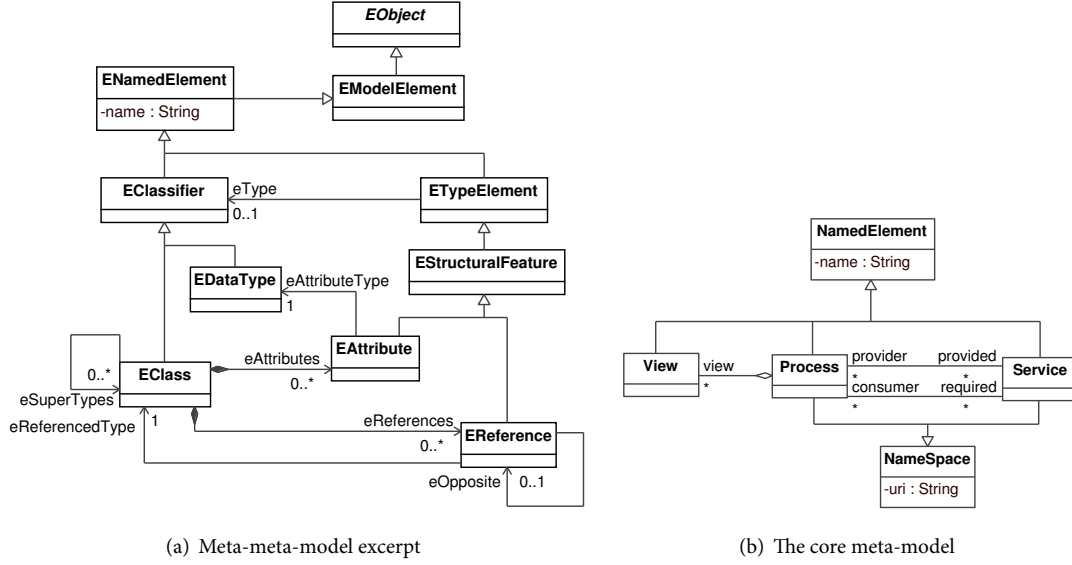 EObject
ENamedElement
-name : String
EModelElement
EClassifier
eType
0..1
ETypeElement
EStructuralFeature
EDataType
eAttributeType
1
EAttribute
eAttributes
0..*
EClass
0..*
eSuperTypes
eReferencedType
1
eReferences
0..*
EReference
eOpposite
0..1
(a) Meta-meta-model excerpt
NamedElement
-name : String
View
view
*
Process
provider
*
provided
*
consumer
*
required
*
Service
NameSpace
-uri : String
(b) The core meta-model